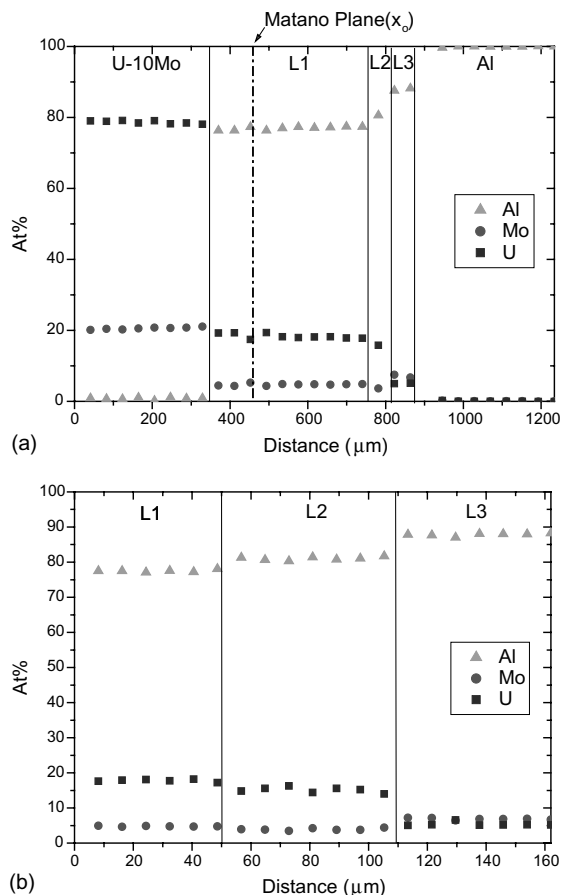 Matano Plane(xo)
U-10Mo L1 L2 L3 Al
100
80
60
40
20
0
At%
Al
Mo
U
0 200 400 600 800 1000 1200
Distance (μm)
(a)
L1 L2 L3
100
90
80
70
60
50
40
30
20
10
0
At%
Al
Mo
U
0 20 40 60 80 100 120 140 160
Distance (μm)
(b)